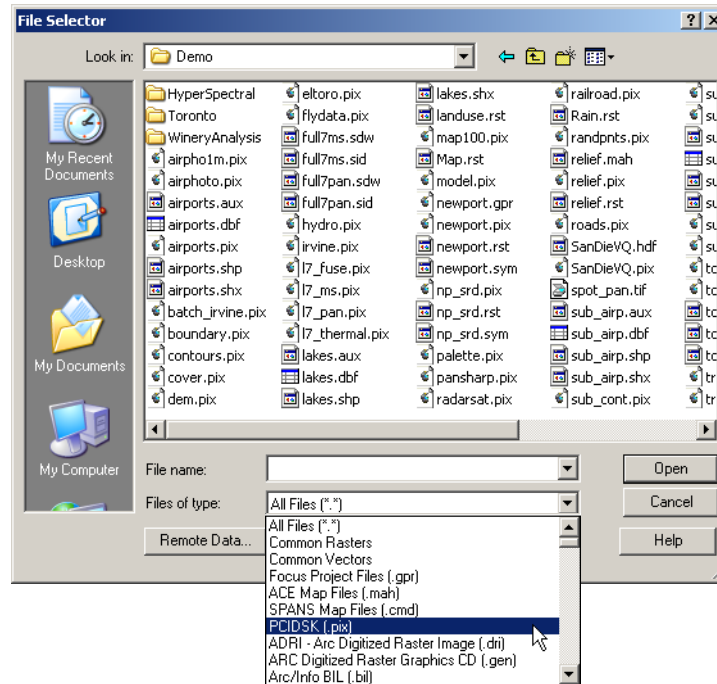 File Selector
Look in: Demo
My Recent Documents
Desktop
My Documents
My Computer
HyperSpectral
Toronto
WineryAnalysis
airpho1m.pix
airphoto.pix
airports.aux
airports.dbf
airports.pix
airports.shp
airports.shx
batch_irvine.pix
boundary.pix
contours.pix
cover.pix
dem.pix
eltoro.pix
flydata.pix
full7ms.sdw
full7ms.sid
full7pan.sdw
full7pan.sid
hydro.pix
irvine.pix
l7_fuse.pix
l7_ms.pix
l7_pan.pix
l7_thermal.pix
lakes.aux
lakes.dbf
lakes.shp
lakes.shx
landuse.rst
map100.pix
Map.rst
model.pix
newport.gpr
newport.pix
newport.rst
newport.sym
np_srd.pix
np_srd.rst
np_srd.sym
palette.pix
pansharp.pix
radarsat.pix
railroad.pix
Rain.rst
randpnts.pix
relief.mah
relief.pix
relief.rst
roads.pix
SanDieVQ.hdf
SanDieVQ.pix
spot_pan.tif
sub_airp.aux
sub_airp.dbf
sub_airp.shp
sub_airp.shx
sub_cont.pix
File name:
Open
Files of type: All Files (*.*)
Cancel
Remote Data...
Help
All Files (*.*)
Common Rasters
Common Vectors
Focus Project Files (.gpr)
ACE Map Files (.mah)
SPANS Map Files (.cmd)
PCIDSK (.pix)
ADRI - Arc Digitized Raster Image (.dri)
ARC Digitized Raster Graphics CD (.gen)
Arc/Info BIL (.bil)